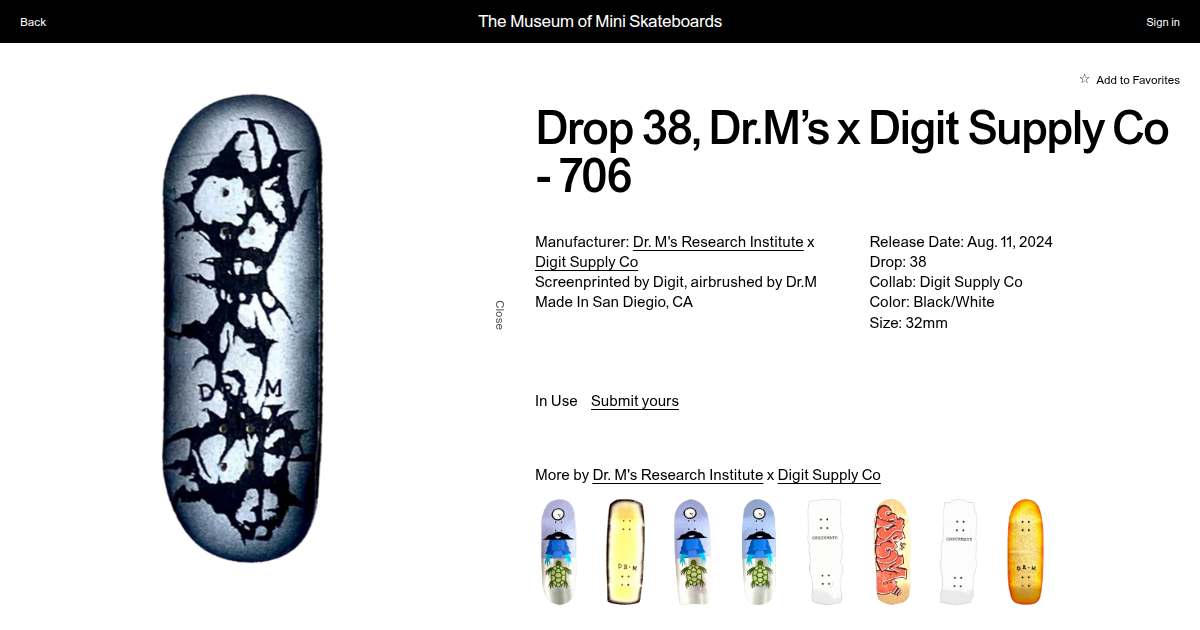 Back
The Museum of Mini Skateboards
Sign in
☆ Add to Favorites
Drop 38, Dr.M’s x Digit Supply Co
- 706
Manufacturer: Dr. M's Research Institute x
Digit Supply Co
Screenprinted by Digit, airbrushed by Dr.M
Made In San Diegio, CA
Release Date: Aug. 11, 2024
Drop: 38
Collab: Digit Supply Co
Color: Black/White
Size: 32mm
Close
DR. M
In Use Submit yours
More by Dr. M's Research Institute x Digit Supply Co
DR. M
DR. M